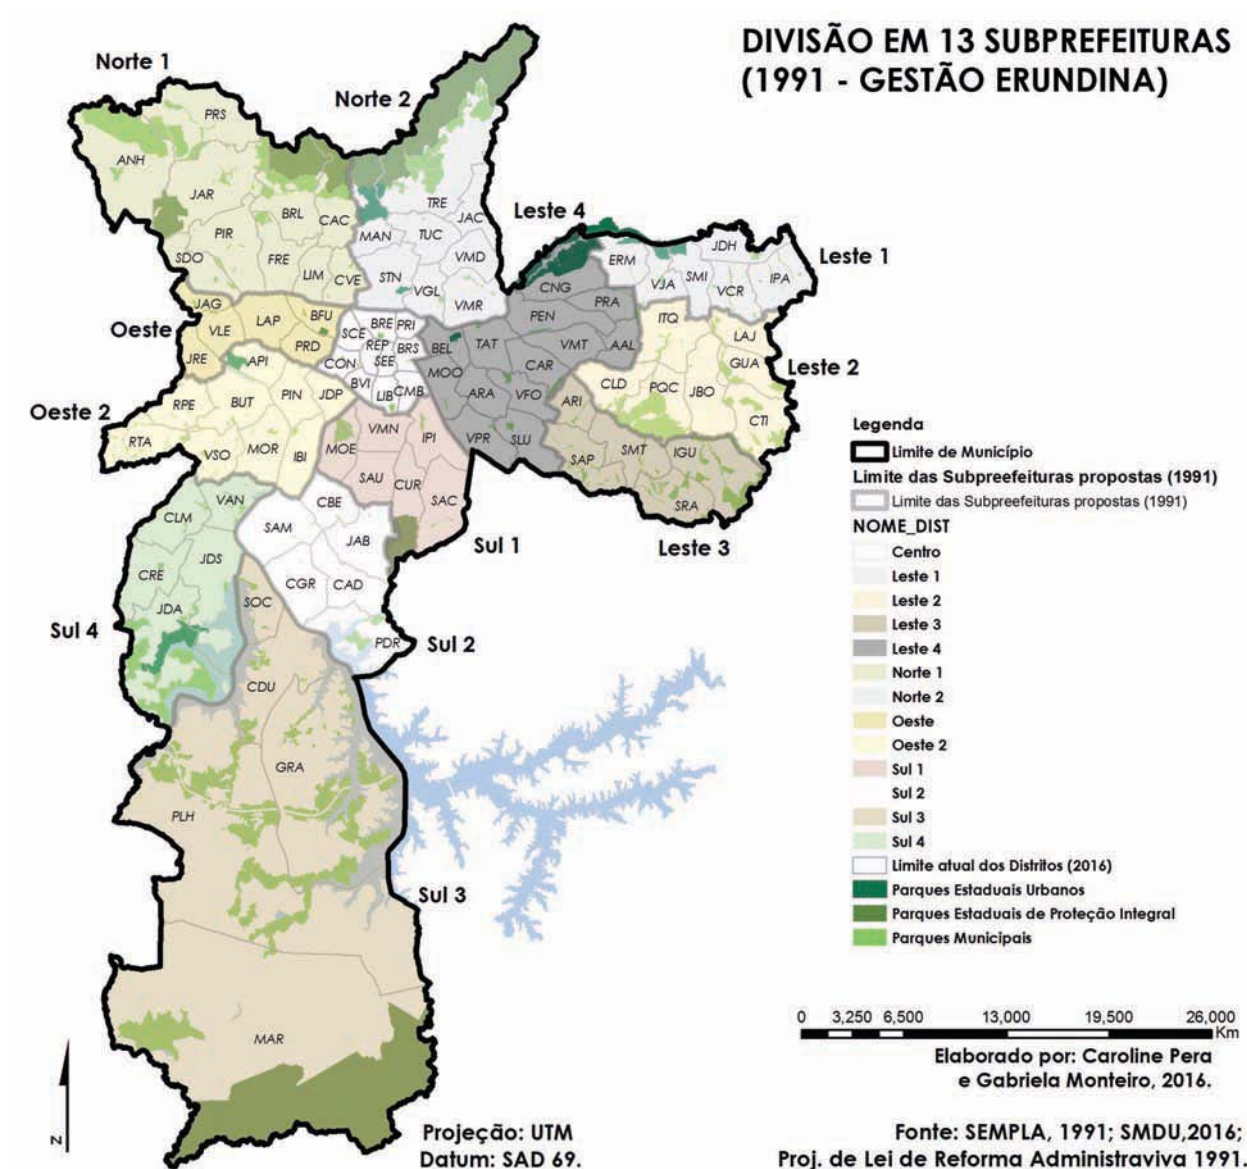 DIVISÃO EM 13 SUBPREFEITURAS
(1991 - GESTÃO ERUNDINA)
Norte 1
Norte 2
PRS
ANH
JAR
TRE
JAC
BRL
CAC
PIR
MAN
TUC
SDO
FRE
VMD
LIM
CVE
STN
VGL
VMR
Leste 4
Leste 1
ERM
JDH
VJA
SMI
VCR
IPA
CNG
PRA
PEN
ITQ
LAJ
Oeste
JAG
VLE
LAP
BFU
JRE
PRD
SCE
BRE
PRI
REP
BRS
CON
SEE
BVI
LIB
CMB
BEL
TAT
VMT
AAL
MOO
CAR
ARA
VFO
VPR
SLU
GUA
Leste 2
CLD
PQC
JBO
CTI
ARI
SAP
SMT
IGU
SRA
Leste 3
Oeste 2
API
RPE
BUT
PIN
JDP
RTA
VSO
MOR
IBI
MOE
VMN
IPI
SAU
CUR
SAC
Sul 1
VAN
CLM
CBE
SAM
JAB
JDS
CRE
CGR
CAD
JDA
SOC
Sul 4
PDR
Sul 2
CDU
GRA
PLH
Sul 3
MAR
Legenda
Limite de Município
Limite das Subpreefeituras propostas (1991)
Limite das Subpreefeituras propostas (1991)
NOME_DIST
Centro
Leste 1
Leste 2
Leste 3
Leste 4
Norte 1
Norte 2
Oeste
Oeste 2
Sul 1
Sul 2
Sul 3
Sul 4
Limite atual dos Distritos (2016)
Parques Estaduais Urbanos
Parques Estaduais de Proteção Integral
Parques Municipais
0 3,250 6,500 13,000 19,500 26,000
Km
Elaborado por: Caroline Pera
e Gabriela Monteiro, 2016.
N
Projeção: UTM
Datum: SAD 69.
Fonte: SEMPLA, 1991; SMDU,2016;
Proj. de Lei de Reforma Administraviva 1991.